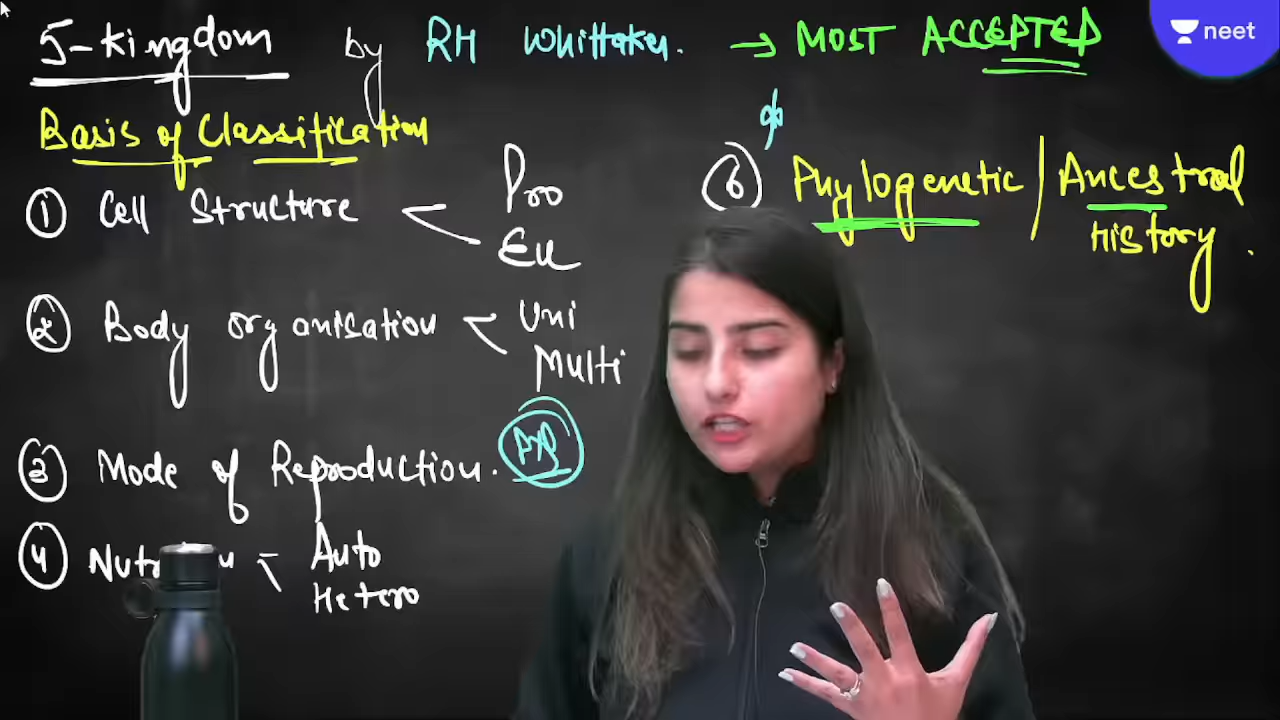 5-kingdom by RH Whittaker. → MOST ACCEPTED
neet
Basis of Classification
① Cell Structure < Pro
Eu
② Body organisation < Uni
Multi
③ Mode of Reproduction. PYQ
④ < Auto
Hetero
⑥ Phylogenetic / Ancestral
History.